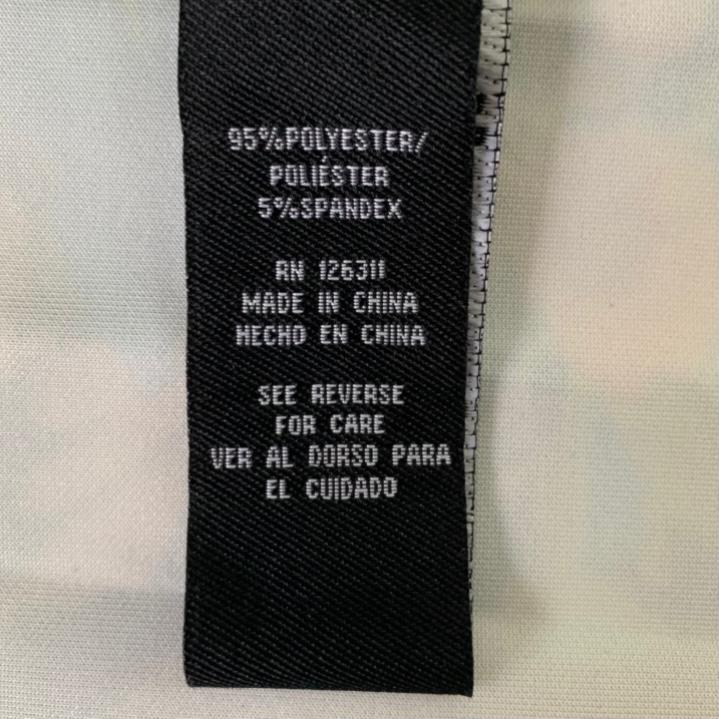 95%POLYESTER/
POLIÉSTER
5%SPANDEX
RN 126311
MADE IN CHINA
HECHO EN CHINA
SEE REVERSE
FOR CARE
VER AL DORSO PARA
EL CUIDADO